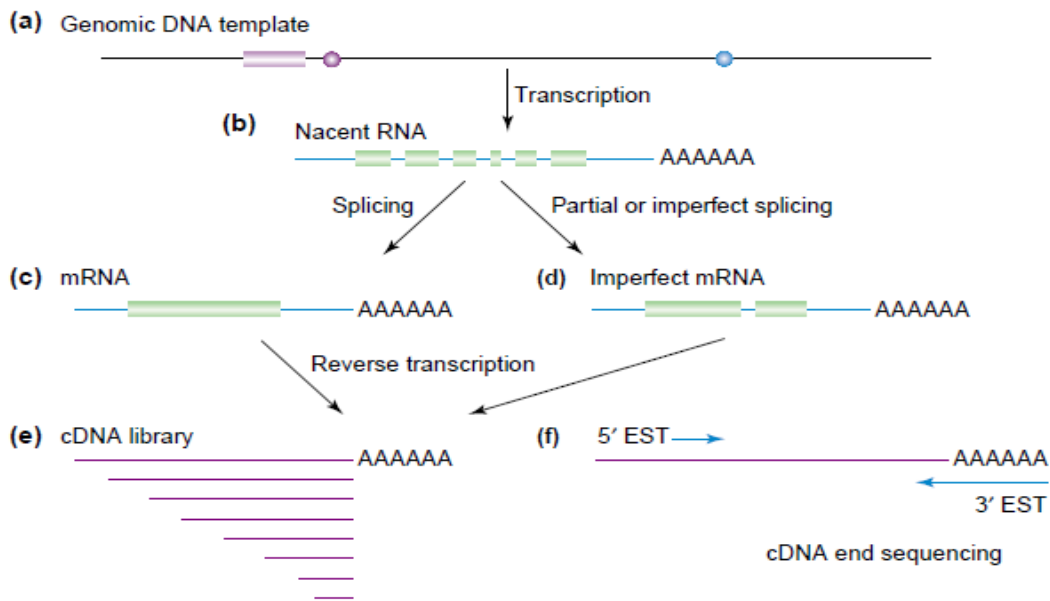 (a) Genomic DNA template
Transcription
(b) Nacent RNA
AAAAAA
Splicing
Partial or imperfect splicing
(c) mRNA
AAAAAA
(d) Imperfect mRNA
AAAAAA
Reverse transcription
(e) cDNA library
AAAAAA
(f) 5′ EST
AAAAAA
3′ EST
cDNA end sequencing